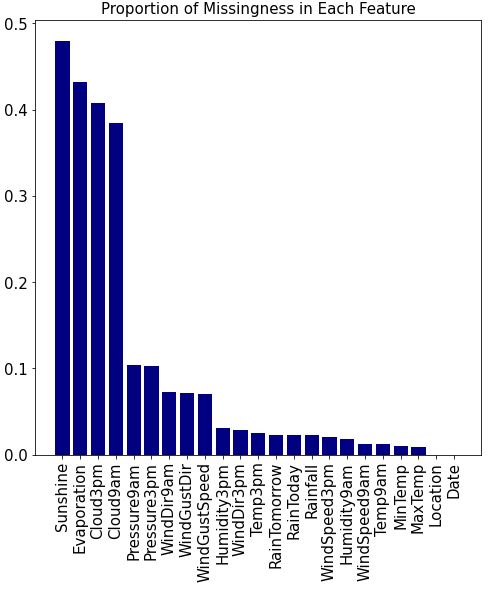 Proportion of Missingness in Each Feature
0.5
0.4
0.3
0.2
0.1
0.0
Sunshine
Evaporation
Cloud3pm
Cloud9am
Pressure9am
Pressure3pm
WindDir9am
WindGustDir
WindGustSpeed
Humidity3pm
WindDir3pm
Temp3pm
RainTomorrow
RainToday
Rainfall
WindSpeed3pm
Humidity9am
WindSpeed9am
Temp9am
MinTemp
MaxTemp
Location
Date